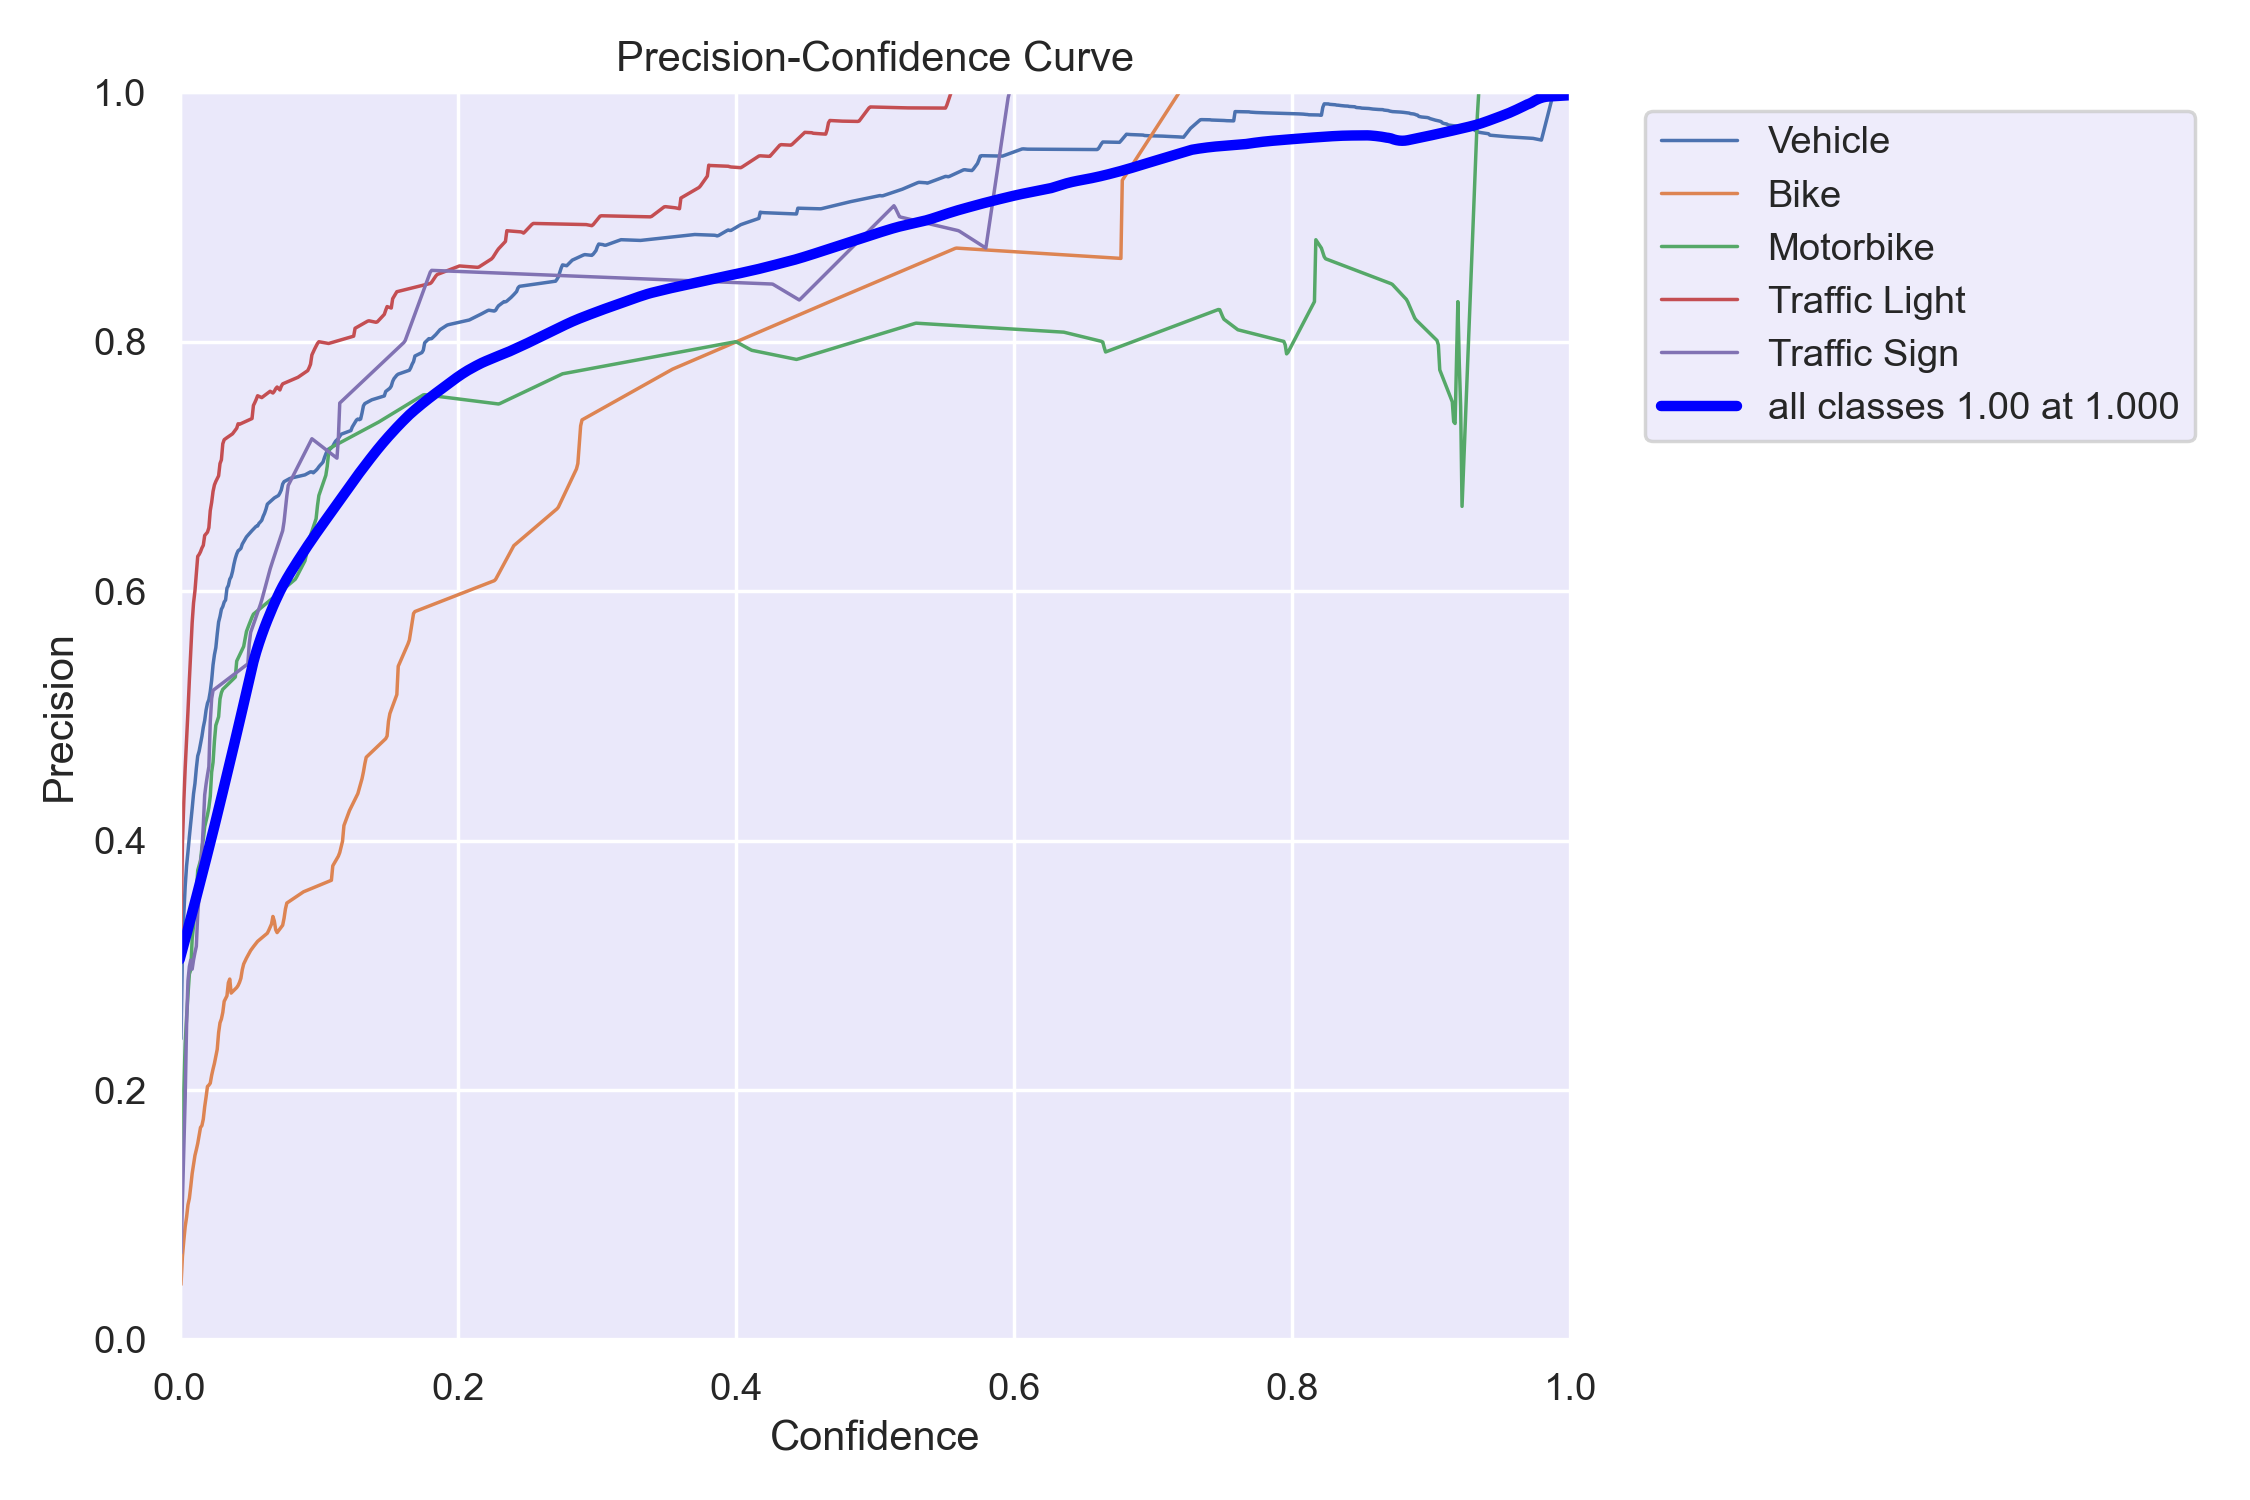 Precision-Confidence Curve
1.0
0.8
0.6
0.4
0.2
0.0
Precision
0.0 0.2 0.4 0.6 0.8 1.0
Confidence
Vehicle
Bike
Motorbike
Traffic Light
Traffic Sign
all classes 1.00 at 1.000